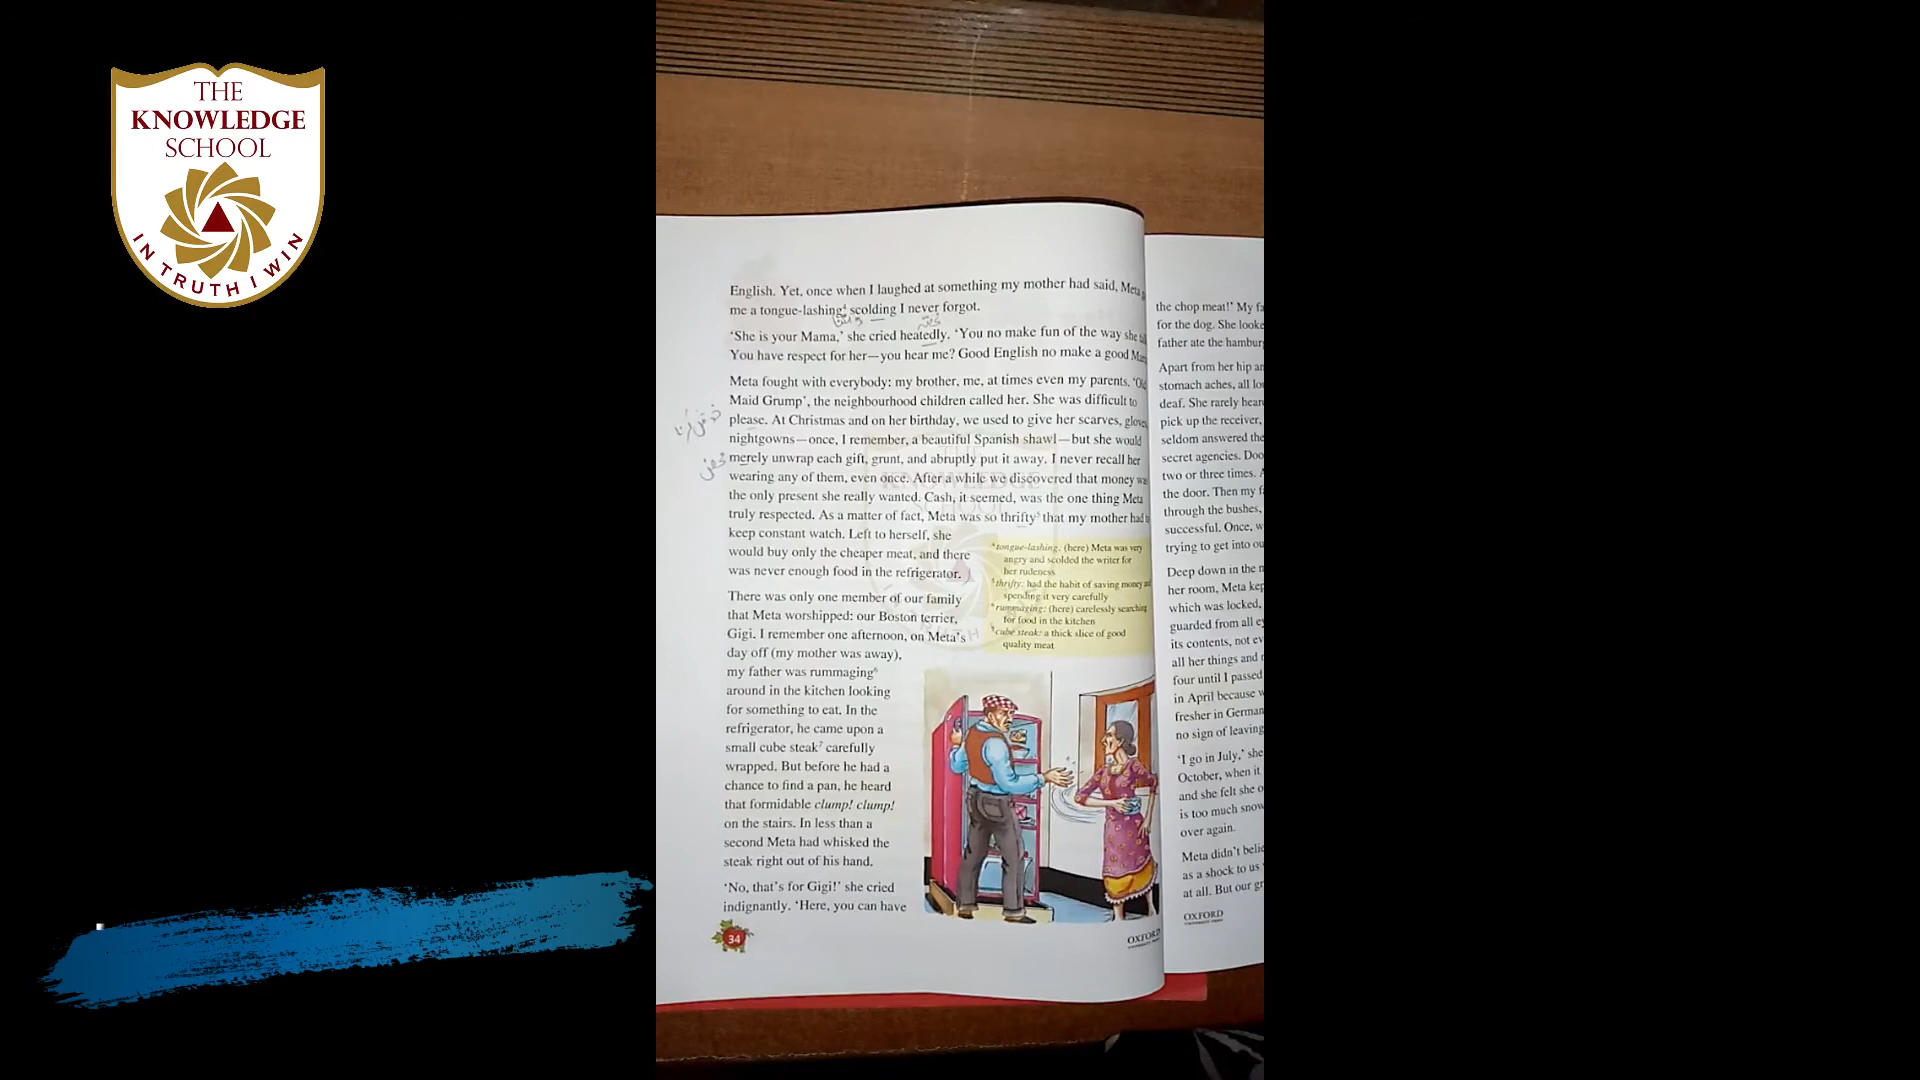 THE
KNOWLEDGE
SCHOOL
IN TRUTH I WIN
English. Yet, once when I laughed at something my mother had said, Meta
me a tongue-lashing⁴ scolding I never forgot.
‘She is your Mama,’ she cried heatedly. ‘You no make fun of the way she
You have respect for her—you hear me? Good English no make a good
Meta fought with everybody: my brother, me, at times even my parents. ‘Old
Maid Grump’, the neighbourhood children called her. She was difficult to
please. At Christmas and on her birthday, we used to give her scarves, gloves,
nightgowns—once, I remember, a beautiful Spanish shawl—but she would
merely unwrap each gift, grunt, and abruptly put it away. I never recall her
wearing any of them, even once. After a while we discovered that money was
the only present she really wanted. Cash, it seemed, was the one thing Meta
truly respected. As a matter of fact, Meta was so thrifty⁵ that my mother had to
keep constant watch. Left to herself, she
would buy only the cheaper meat, and there
was never enough food in the refrigerator.
There was only one member of our family
that Meta worshipped: our Boston terrier,
Gigi. I remember one afternoon, on Meta’s
day off (my mother was away),
my father was rummaging⁶
around in the kitchen looking
for something to eat. In the
refrigerator, he came upon a
small cube steak⁷ carefully
wrapped. But before he had a
chance to find a pan, he heard
that formidable clump! clump!
on the stairs. In less than a
second Meta had whisked the
steak right out of his hand.
‘No, that’s for Gigi!’ she cried
indignantly. ‘Here, you can have
⁴tongue-lashing: (here) Meta was very
angry and scolded the writer for
her rudeness
⁵thrifty: had the habit of saving money and
spending it very carefully
⁶rummaging: (here) carelessly searching
for food in the kitchen
⁷cube steak: a thick slice of good
quality meat
34
OXFORD
the chop meat!’ My
for the dog. She
father ate the
Apart from her hip
stomach aches, all
deaf. She rarely
pick up the receiver,
seldom answered the
secret agencies.
two or three times.
the door. Then my
through the bushes,
successful. Once,
trying to get into
Deep down in the
her room, Meta
which was locked,
guarded from all
its contents, not
all her things and
four until I passed
in April because
fresher in German
no sign of leaving
‘I go in July,’ she
October, when it
and she felt she
is too much snow
over again.
Meta didn’t
as a shock to us
at all. But our
OXFORD
UNIVERSITY PRESS